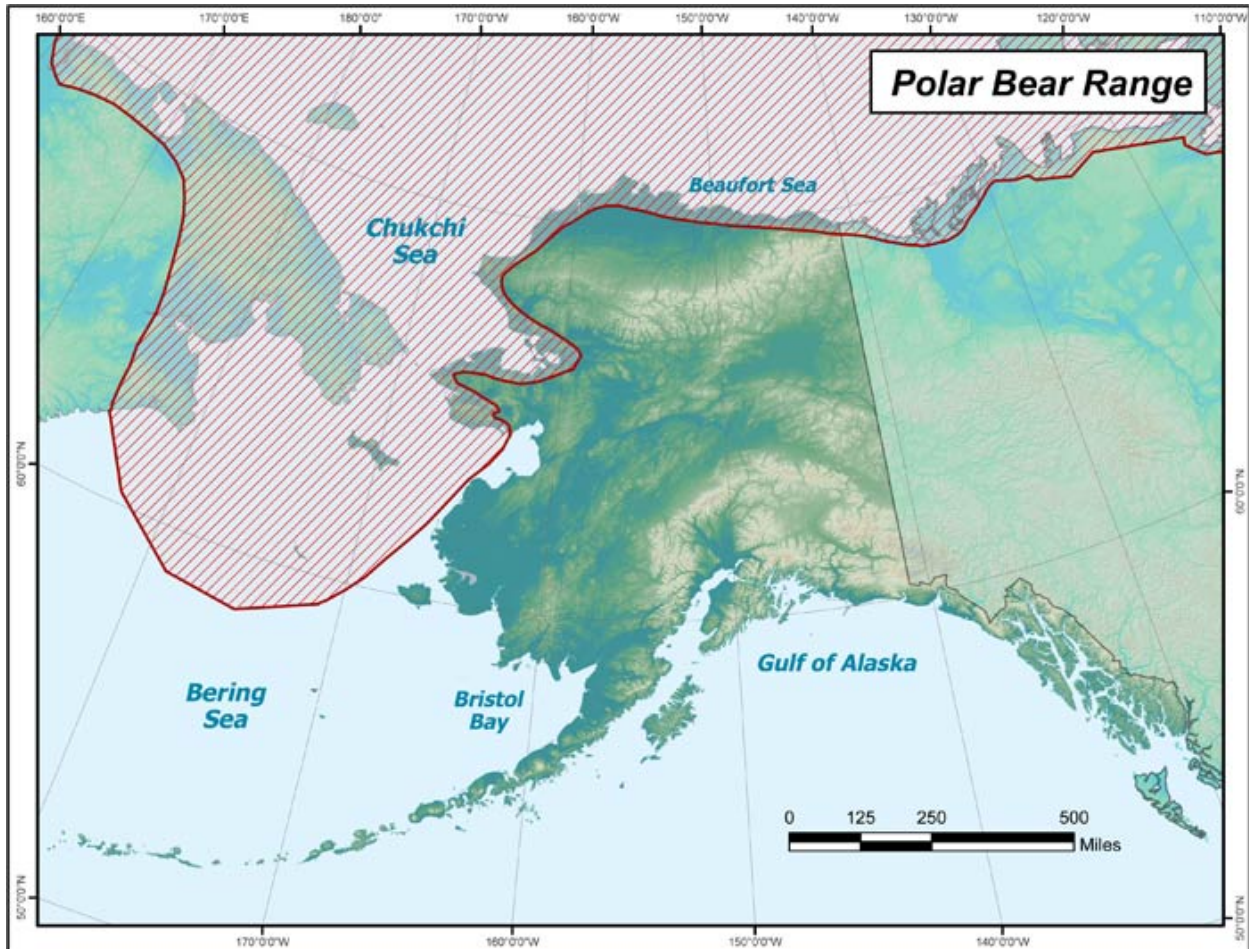 160°0'0"E 170°0'0"E 180°0'0" 170°0'0"W 160°0'0"W 150°0'0"W 140°0'0"W 130°0'0"W 120°0'0"W 110°0'0"W
Polar Bear Range
Beaufort Sea
Chukchi
Sea
60°0'0"N
60°0'0"N
Gulf of Alaska
Bering
Sea
Bristol
Bay
0 125 250 500
Miles
50°0'0"N
50°0'0"N
170°0'0"W 160°0'0"W 150°0'0"W 140°0'0"W